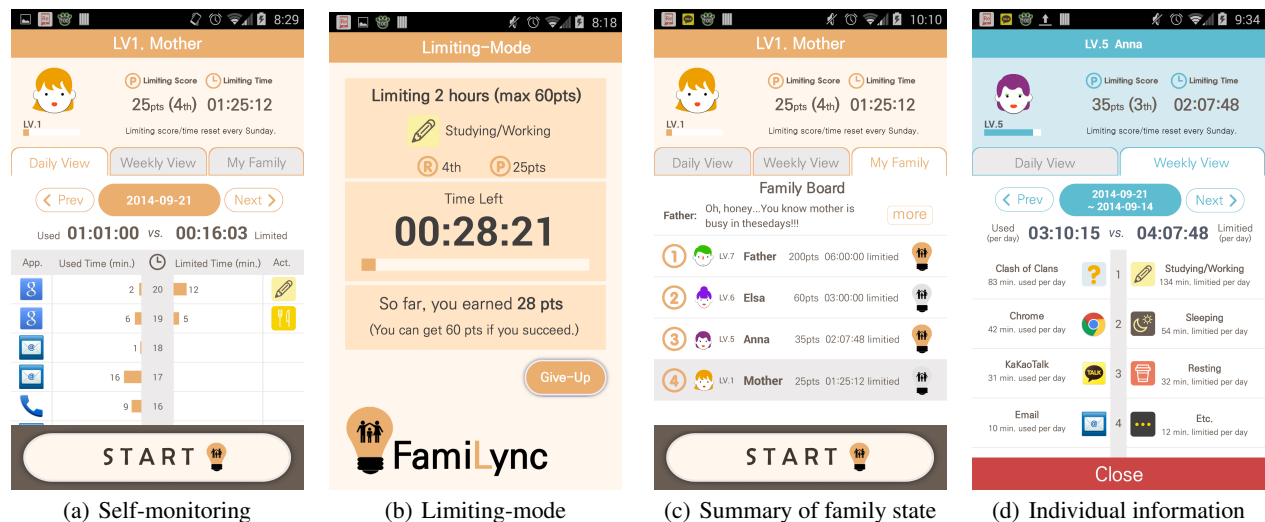 8:29
LV1. Mother
P Limiting Score
L Limiting Time
25pts (4th) 01:25:12
LV.1
Limiting score/time reset every Sunday.
Daily View
Weekly View
My Family
Prev
2014-09-21
Next
Used 01:01:00 vs. 00:16:03 Limited
App. Used Time (min.) Limited Time (min.) Act.
8 2 20 12
8 6 19 5
@ 1 18
@ 16 17
9 16
START
(a) Self-monitoring
8:18
Limiting-Mode
Limiting 2 hours (max 60pts)
Studying/Working
R 4th P 25pts
Time Left
00:28:21
So far, you earned 28 pts
(You can get 60 pts if you succeed.)
Give-Up
FamiLync
(b) Limiting-mode
10:10
LV1. Mother
P Limiting Score
L Limiting Time
25pts (4th) 01:25:12
LV.1
Limiting score/time reset every Sunday.
Daily View
Weekly View
My Family
Family Board
Father: Oh, honey...You know mother is
busy in thesedays!!!
more
1 LV.7 Father 200pts 06:00:00 limitied
2 LV.6 Elsa 60pts 03:00:00 limitied
3 LV.5 Anna 35pts 02:07:48 limitied
4 LV.1 Mother 25pts 01:25:12 limitied
START
(c) Summary of family state
9:34
LV.5 Anna
P Limiting Score
L Limiting Time
35pts (3th) 02:07:48
LV.5
Limiting score/time reset every Sunday.
Daily View
Weekly View
Prev
2014-09-21
~ 2014-09-14
Next
Used
(per day)
03:10:15 vs. 04:07:48
Limitied
(per day)
Clash of Clans
83 min. used per day
?
1
Studying/Working
134 min. limitied per day
Chrome
42 min. used per day
2
Sleeping
54 min. limitied per day
KaKaoTalk
31 min. used per day
TALK
3
Resting
32 min. limitied per day
Email
10 min. used per day
@
4
Etc.
12 min. limitied per day
Close
(d) Individual information